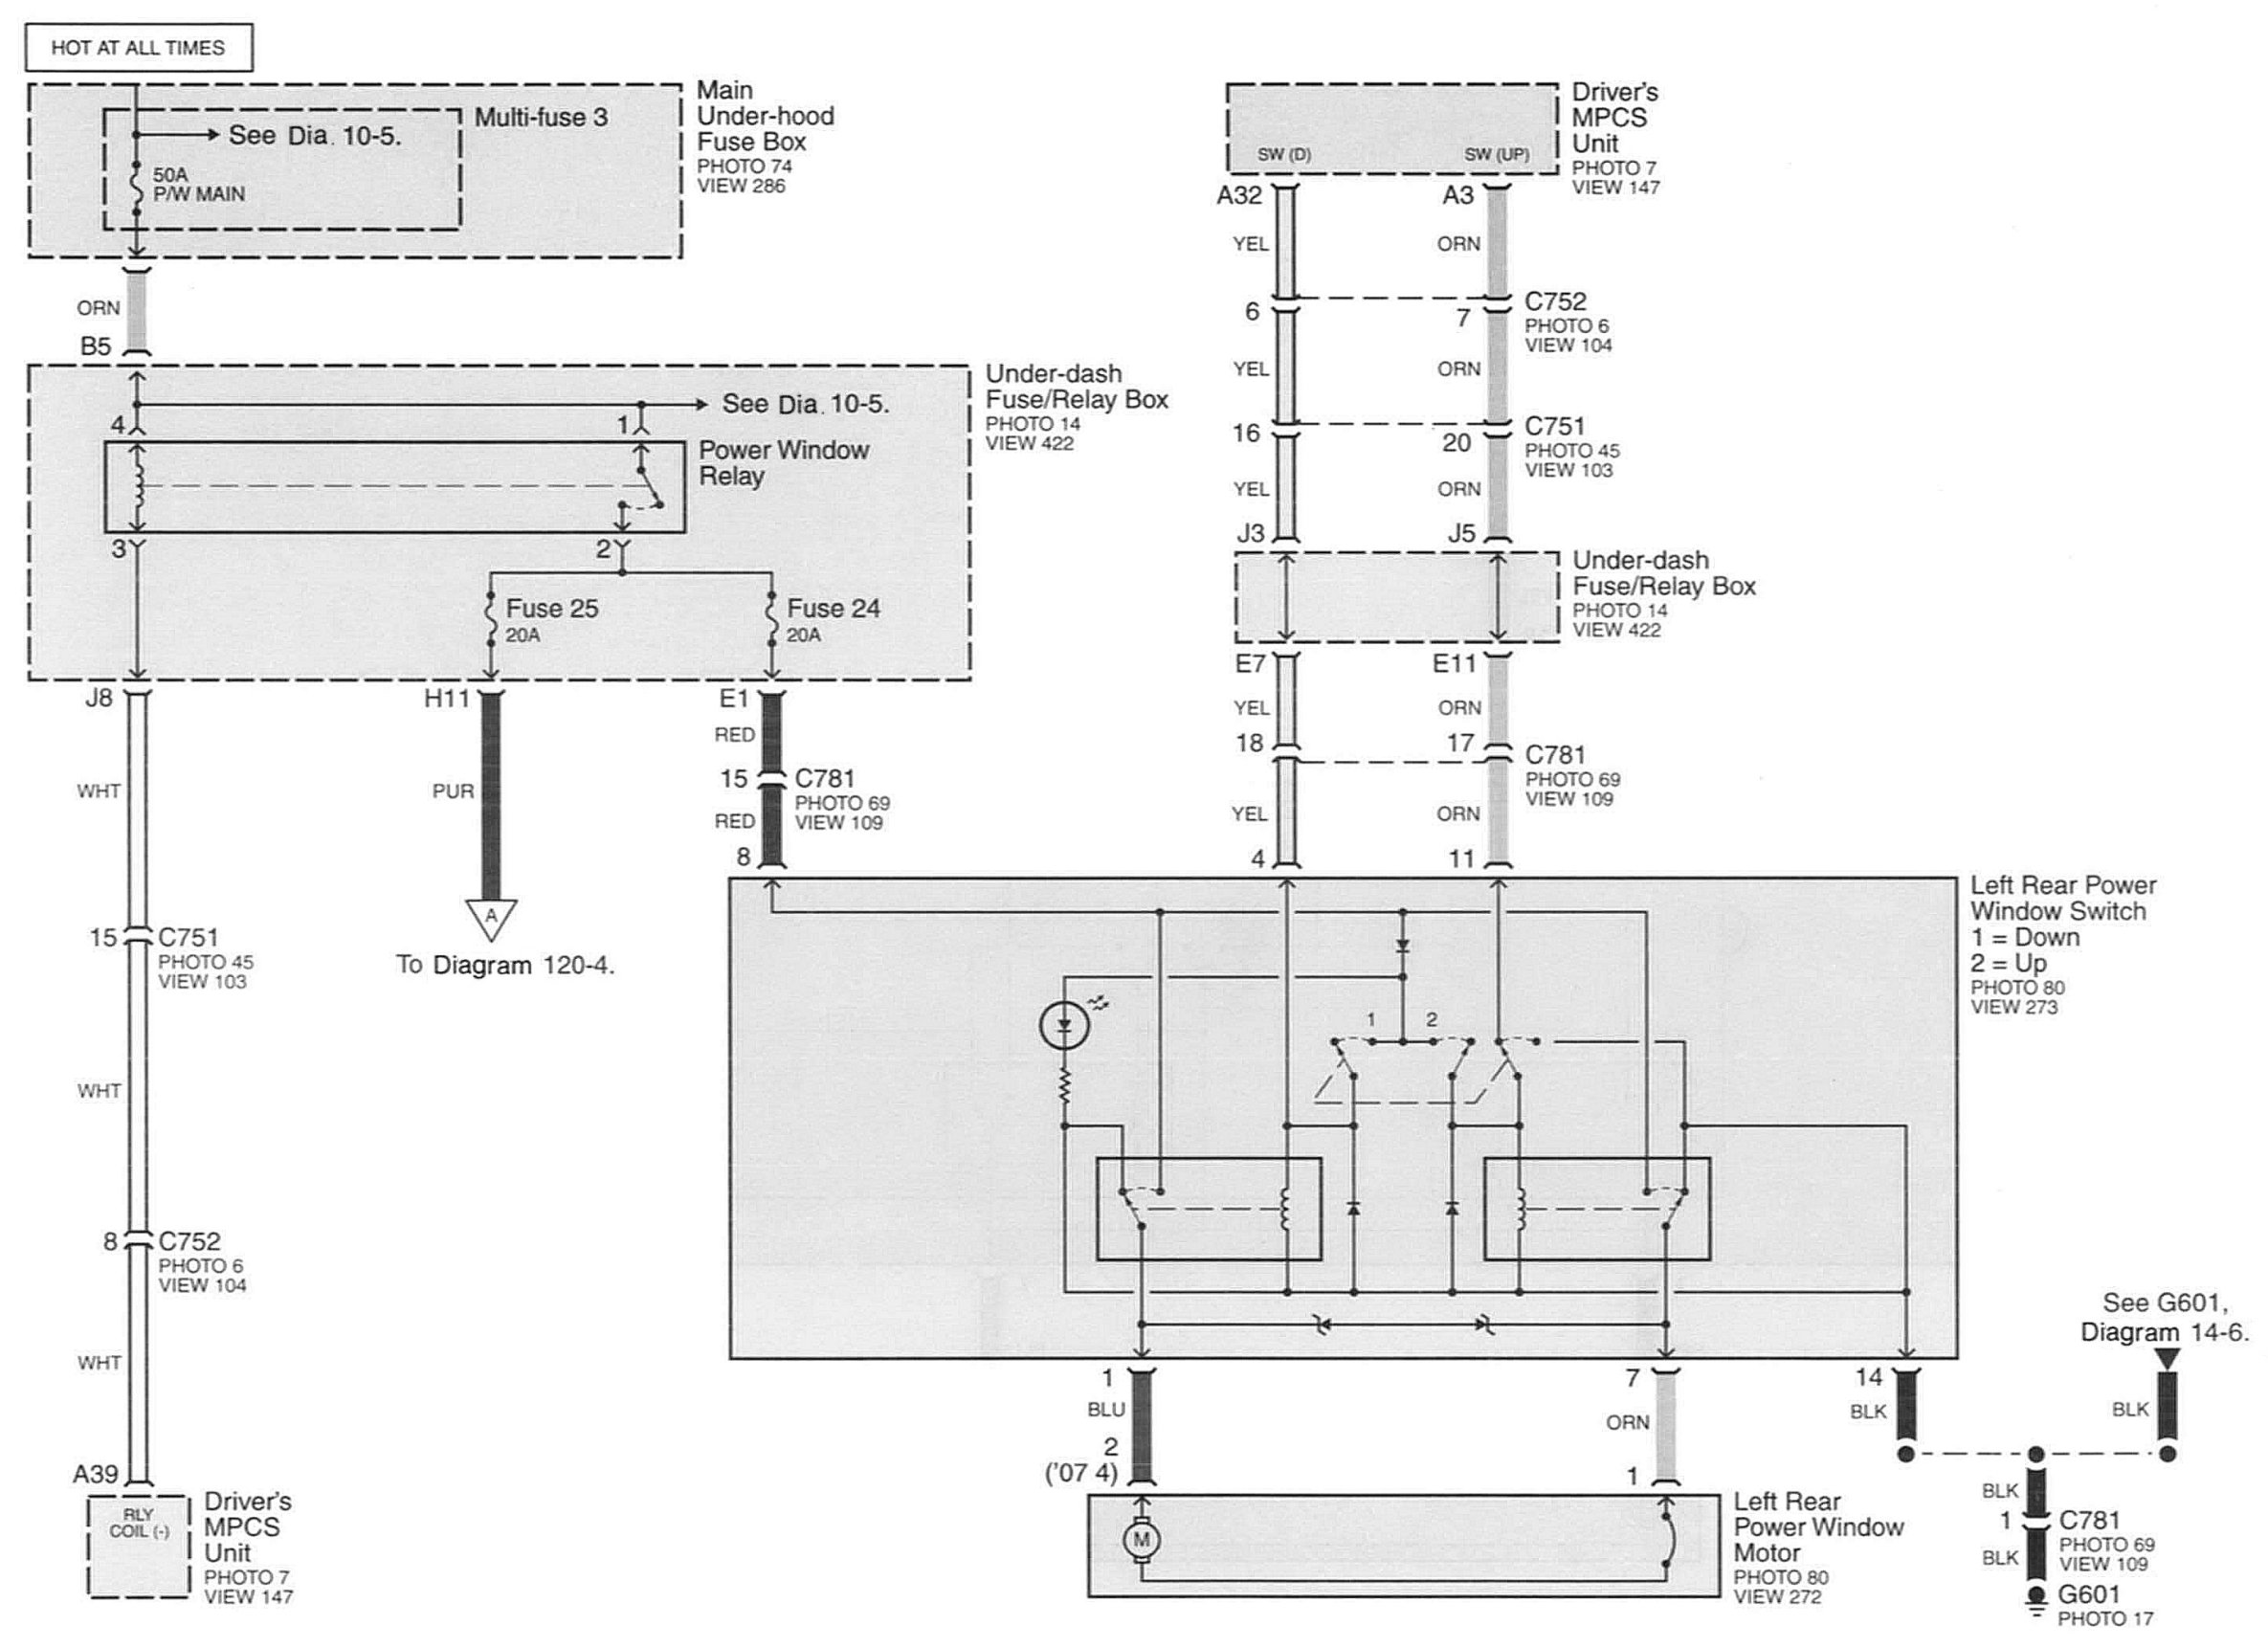 HOT AT ALL TIMES
Main
Under-hood
Fuse Box
PHOTO 74
VIEW 286
Multi-fuse 3
See Dia. 10-5.
50A
P/W MAIN
ORN
B5
Under-dash
Fuse/Relay Box
PHOTO 14
VIEW 422
See Dia. 10-5.
4
1
Power Window
Relay
3
2
Fuse 25
20A
Fuse 24
20A
J8
H11
E1
WHT
PUR
RED
15
C781
PHOTO 69
VIEW 109
RED
8
A
To Diagram 120-4.
15
C751
PHOTO 45
VIEW 103
WHT
8
C752
PHOTO 6
VIEW 104
WHT
A39
RLY
COIL (-)
Driver's
MPCS
Unit
PHOTO 7
VIEW 147
SW (D)
SW (UP)
Driver's
MPCS
Unit
PHOTO 7
VIEW 147
A32
A3
YEL
ORN
6
7
C752
PHOTO 6
VIEW 104
YEL
ORN
16
20
C751
PHOTO 45
VIEW 103
YEL
ORN
J3
J5
Under-dash
Fuse/Relay Box
PHOTO 14
VIEW 422
E7
E11
YEL
ORN
18
17
C781
PHOTO 69
VIEW 109
YEL
ORN
4
11
Left Rear Power
Window Switch
1 = Down
2 = Up
PHOTO 80
VIEW 273
1
2
1
7
14
BLU
ORN
BLK
2
('07 4)
1
M
Left Rear
Power Window
Motor
PHOTO 80
VIEW 272
See G601,
Diagram 14-6.
BLK
BLK
1
C781
PHOTO 69
VIEW 109
BLK
G601
PHOTO 17